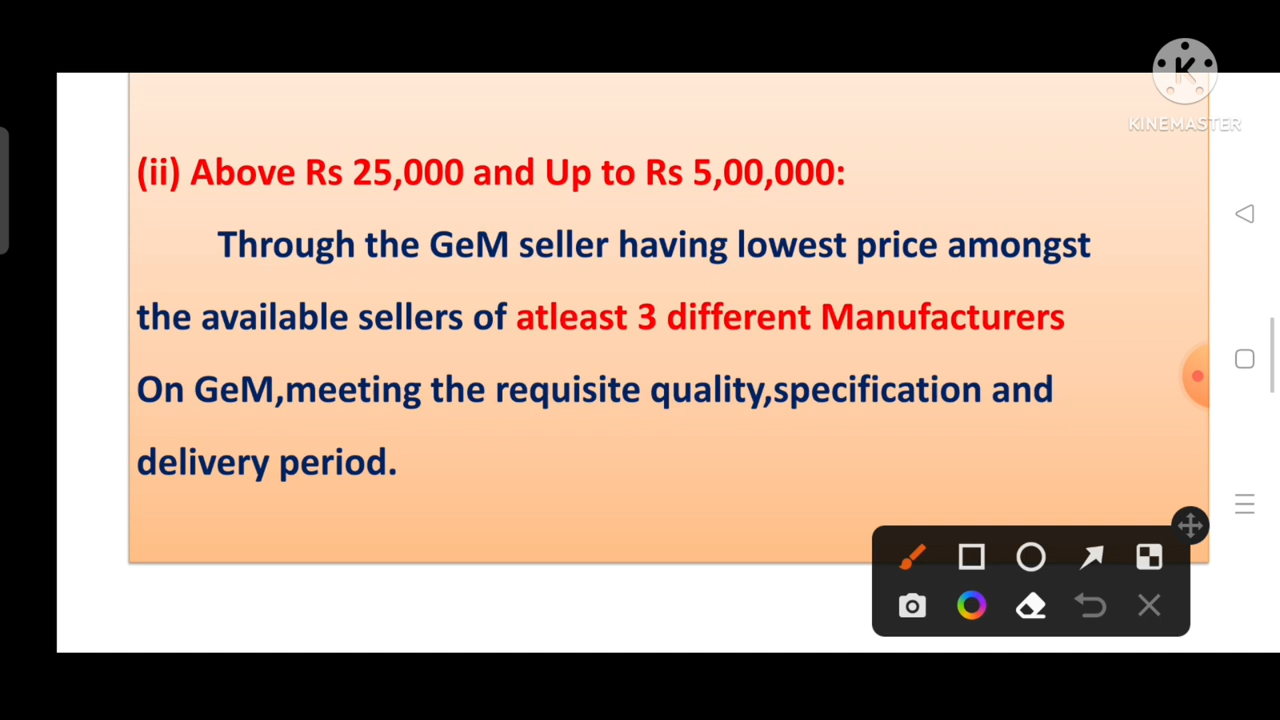 KINEMASTER
(ii) Above Rs 25,000 and Up to Rs 5,00,000:
Through the GeM seller having lowest price amongst
the available sellers of atleast 3 different Manufacturers
On GeM,meeting the requisite quality,specification and
delivery period.